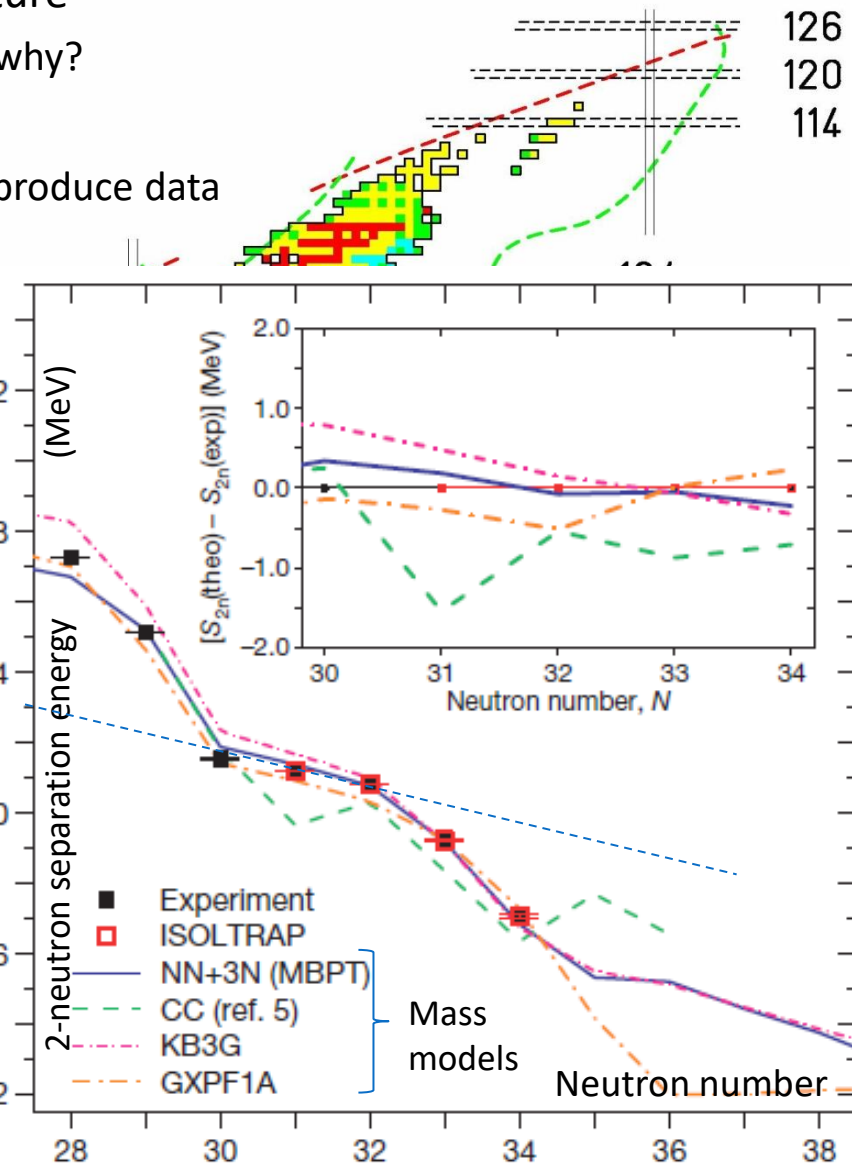 why?
126
120
114
produce data
2.0
1.0
0.0
−1.0
−2.0
[S2n(theo) − S2n(exp)] (MeV)
30 31 32 33 34
Neutron number, N
2-neutron separation energy (MeV)
Experiment
ISOLTRAP
NN+3N (MBPT)
CC (ref. 5)
KB3G
GXPF1A
Mass
models
Neutron number
28 30 32 34 36 38